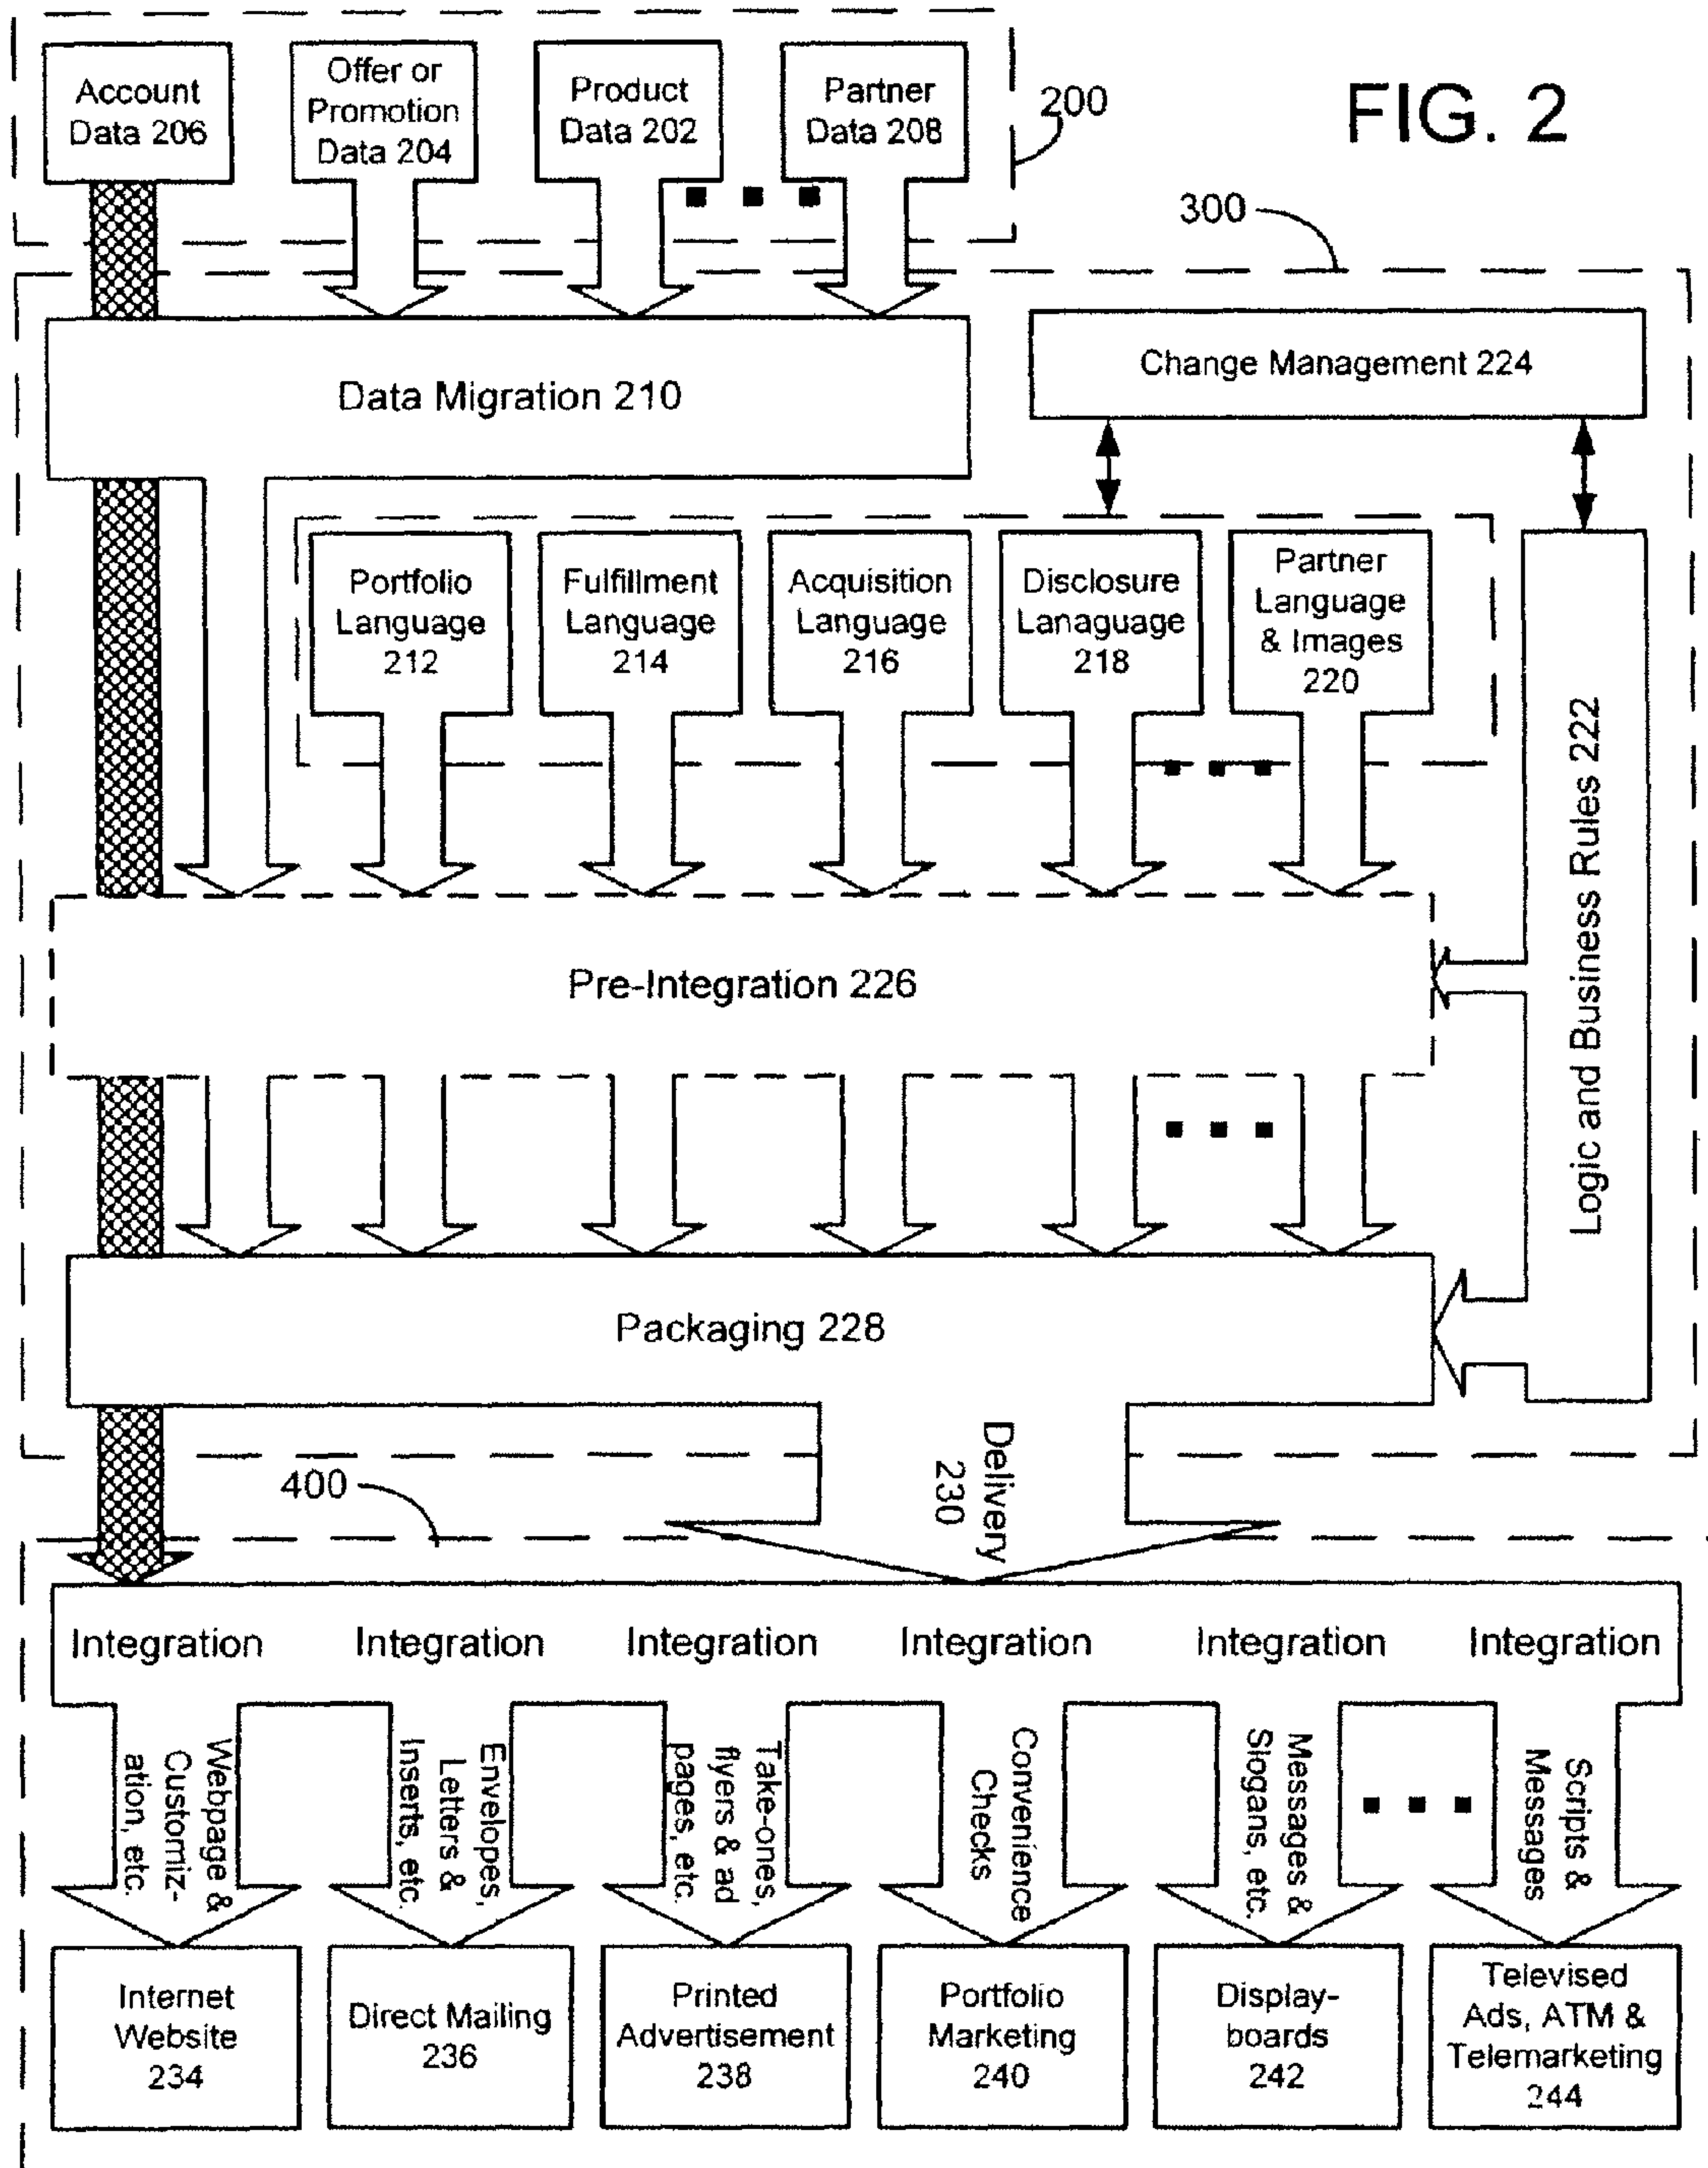 FIG. 2
Account
Data 206
Offer or
Promotion
Data 204
Product
Data 202
Partner
Data 208
200
300
Data Migration 210
Change Management 224
Portfolio
Language
212
Fulfillment
Language
214
Acquisition
Language
216
Disclosure
Lanaguage
218
Partner
Language
& Images
220
Logic and Business Rules 222
Pre-Integration 226
Packaging 228
Delivery
230
400
Integration
Integration
Integration
Integration
Integration
Integration
Webpage &
Customiz-
ation, etc.
Envelopes,
Letters &
Inserts, etc.
Take-ones,
flyers & ad
pages, etc.
Convenience
Checks
Messages &
Slogans, etc.
Scripts &
Messages
Internet
Website
234
Direct Mailing
236
Printed
Advertisement
238
Portfolio
Marketing
240
Display-
boards
242
Televised
Ads, ATM &
Telemarketing
244